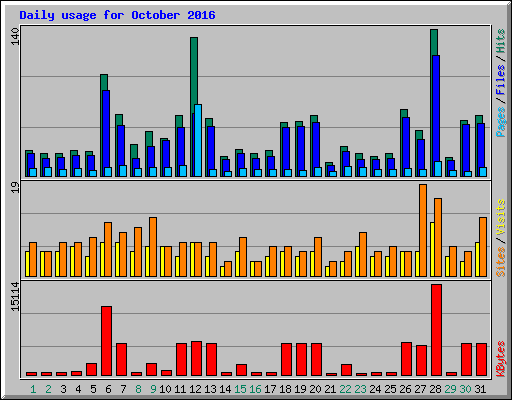 Daily usage for October 2016
140
Pages / Files / Hits
19
Sites / Visits
15114
KBytes
1 2 3 4 5 6 7 8 9 10 11 12 13 14 15 16 17 18 19 20 21 22 23 24 25 26 27 28 29 30 31